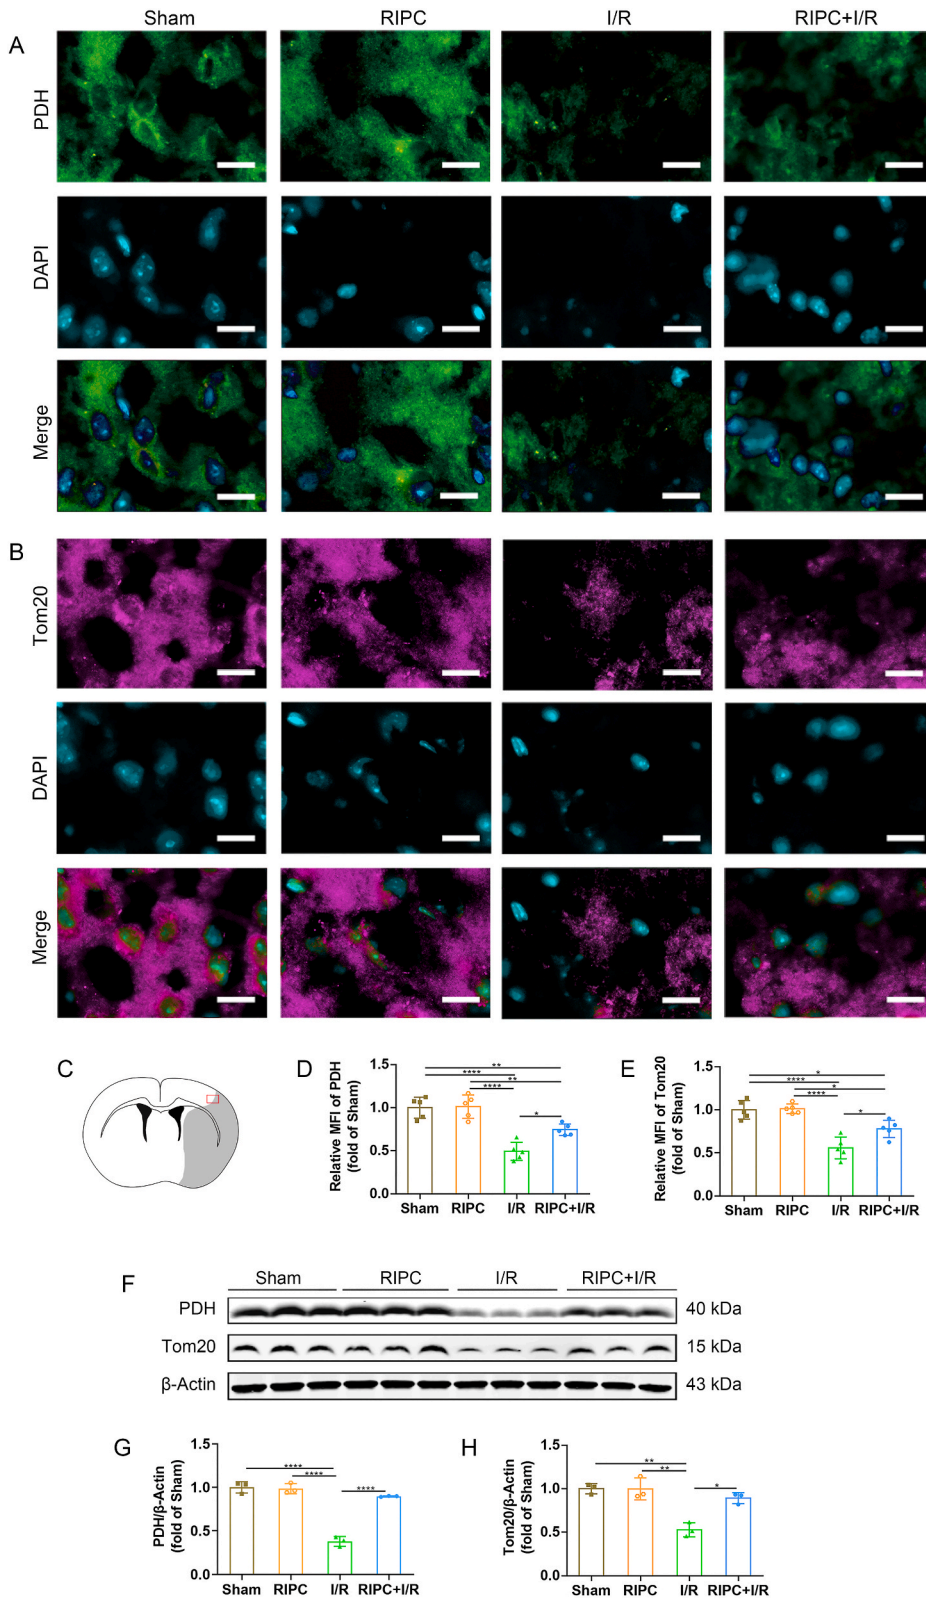 Sham RIPC I/R RIPC+I/R
A
PDH
DAPI
Merge
B
Tom20
DAPI
Merge
C
D
Relative MFI of PDH
(fold of Sham)
1.5
1.0
0.5
0.0
**
****
**
****
*
Sham RIPC I/R RIPC+I/R
E
Relative MFI of Tom20
(fold of Sham)
1.5
1.0
0.5
0.0
*
****
*
****
*
Sham RIPC I/R RIPC+I/R
F
Sham RIPC I/R RIPC+I/R
PDH 40 kDa
Tom20 15 kDa
β-Actin 43 kDa
G
PDH/β-Actin
(fold of Sham)
1.5
1.0
0.5
0.0
****
****
****
Sham RIPC I/R RIPC+I/R
H
Tom20/β-Actin
(fold of Sham)
1.5
1.0
0.5
0.0
**
**
*
Sham RIPC I/R RIPC+I/R